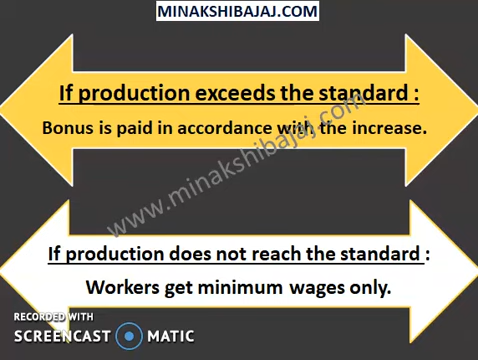 MINAKSHIBAJAJ.COM
If production exceeds the standard :
Bonus is paid in accordance with the increase.
www.minakshibajaj.com
If production does not reach the standard :
Workers get minimum wages only.
RECORDED WITH
SCREENCAST MATIC